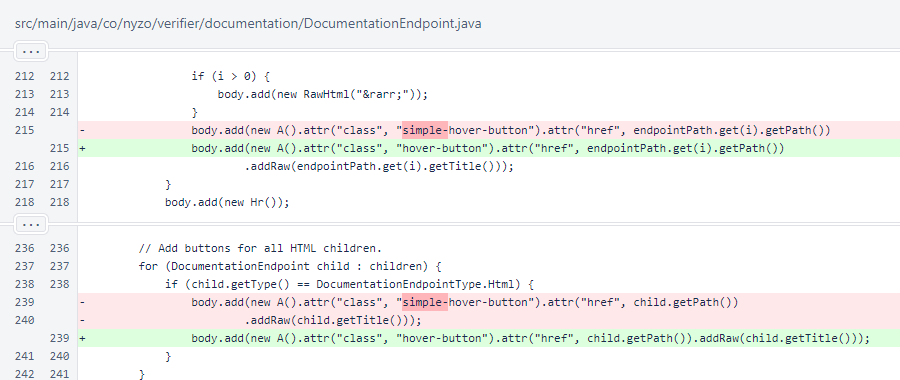 src/main/java/co/nyzo/verifier/documentation/DocumentationEndpoint.java
...
212 212 if (i > 0) {
213 213 body.add(new RawHtml("&rarr;"));
214 214 }
215 - body.add(new A().attr("class", "simple-hover-button").attr("href", endpointPath.get(i).getPath())
215 + body.add(new A().attr("class", "hover-button").attr("href", endpointPath.get(i).getPath())
216 216 .addRaw(endpointPath.get(i).getTitle()));
217 217 }
218 218 body.add(new Hr());
...
236 236 // Add buttons for all HTML children.
237 237 for (DocumentationEndpoint child : children) {
238 238 if (child.getType() == DocumentationEndpointType.Html) {
239 - body.add(new A().attr("class", "simple-hover-button").attr("href", child.getPath())
240 - .addRaw(child.getTitle()));
239 + body.add(new A().attr("class", "hover-button").attr("href", child.getPath()).addRaw(child.getTitle()));
241 240 }
242 241 }